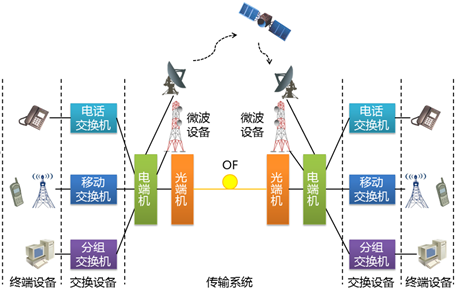 电话
交换机
微波
设备
微波
设备
电话
交换机
OF
移动
交换机
电端机
光端机
光端机
电端机
移动
交换机
分组
交换机
分组
交换机
终端设备
交换设备
传输系统
交换设备
终端设备